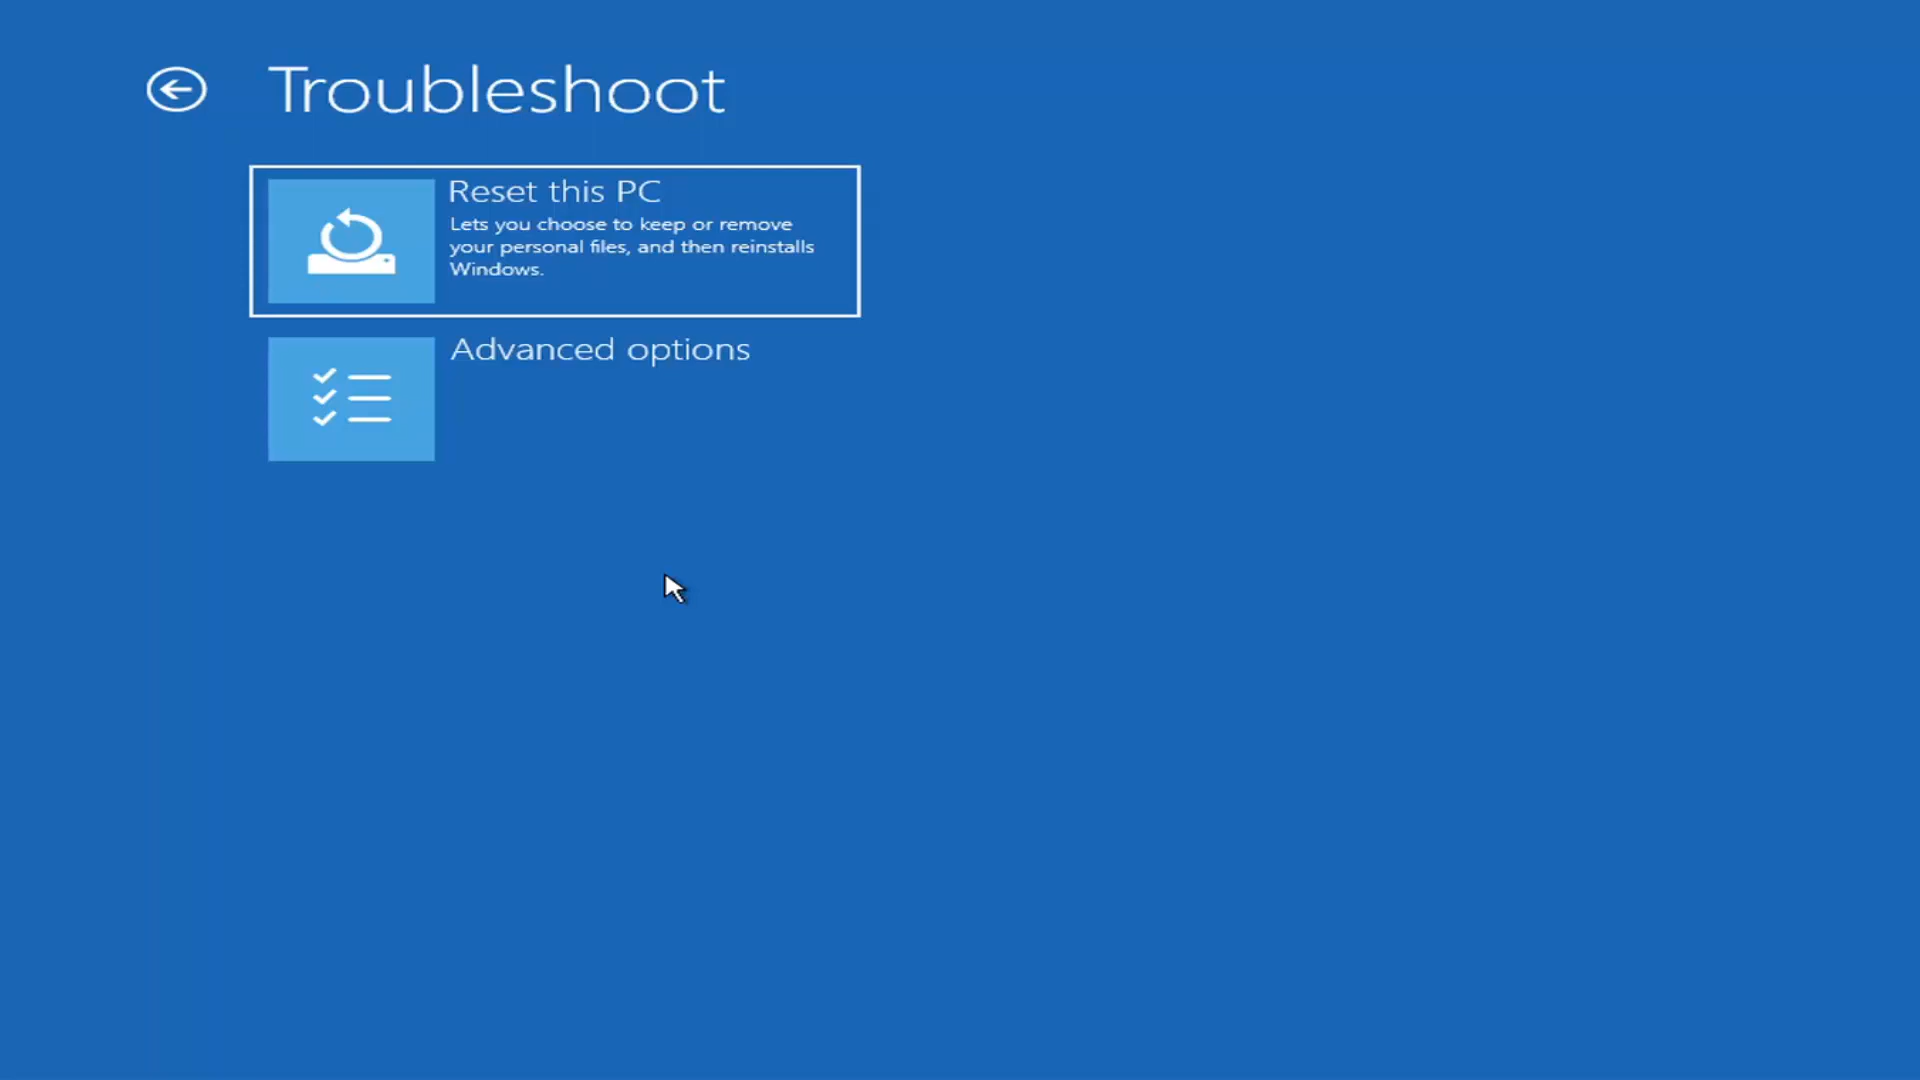 Troubleshoot
Reset this PC
Lets you choose to keep or remove
your personal files, and then reinstalls
Windows.
Advanced options